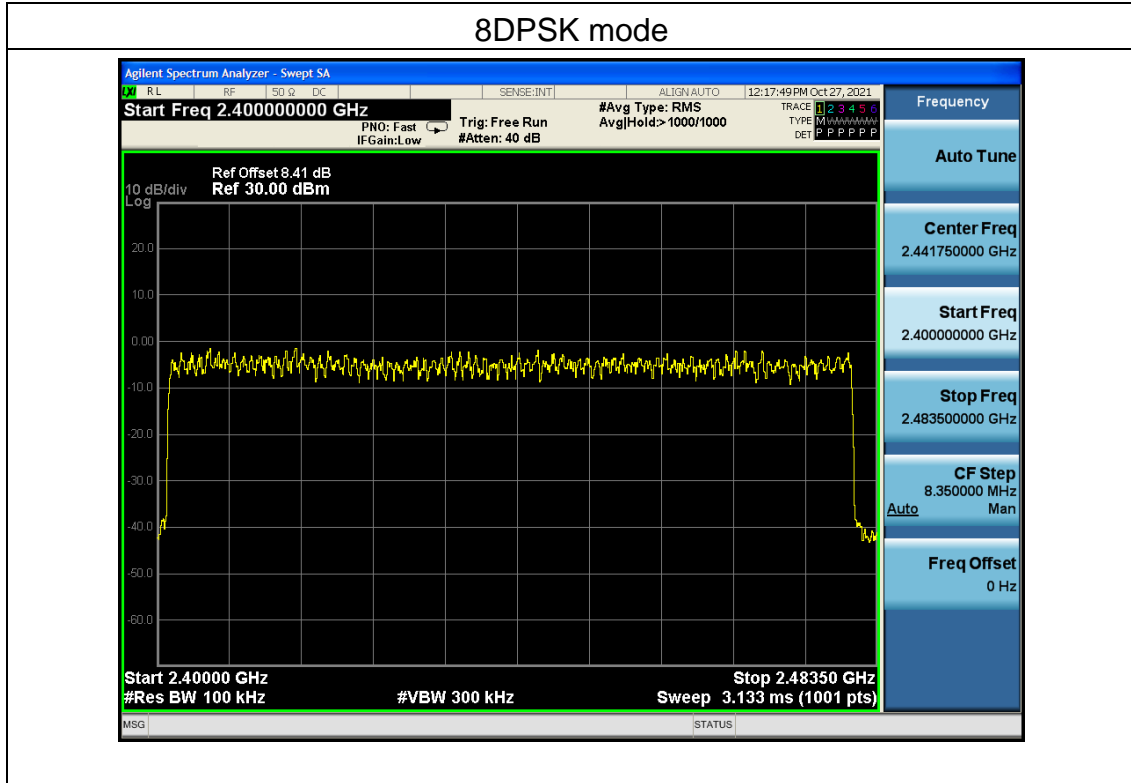 8DPSK mode
Agilent Spectrum Analyzer - Swept SA
LXI RL RF 50 Ω DC SENSE:INT ALIGN AUTO 12:17:49 PM Oct 27, 2021
Start Freq 2.400000000 GHz
PNO: Fast
IFGain:Low
Trig: Free Run
#Atten: 40 dB
#Avg Type: RMS
Avg|Hold:>1000/1000
TRACE 1 2 3 4 5 6
TYPE MWWWWW
DET P P P P P P
Ref Offset 8.41 dB
10 dB/div Ref 30.00 dBm
Log
20.0
10.0
0.00
-10.0
-20.0
-30.0
-40.0
-50.0
-60.0
Start 2.40000 GHz Stop 2.48350 GHz
#Res BW 100 kHz #VBW 300 kHz Sweep 3.133 ms (1001 pts)
MSG STATUS
Frequency
Auto Tune
Center Freq
2.441750000 GHz
Start Freq
2.400000000 GHz
Stop Freq
2.483500000 GHz
CF Step
8.350000 MHz
Auto Man
Freq Offset
0 Hz